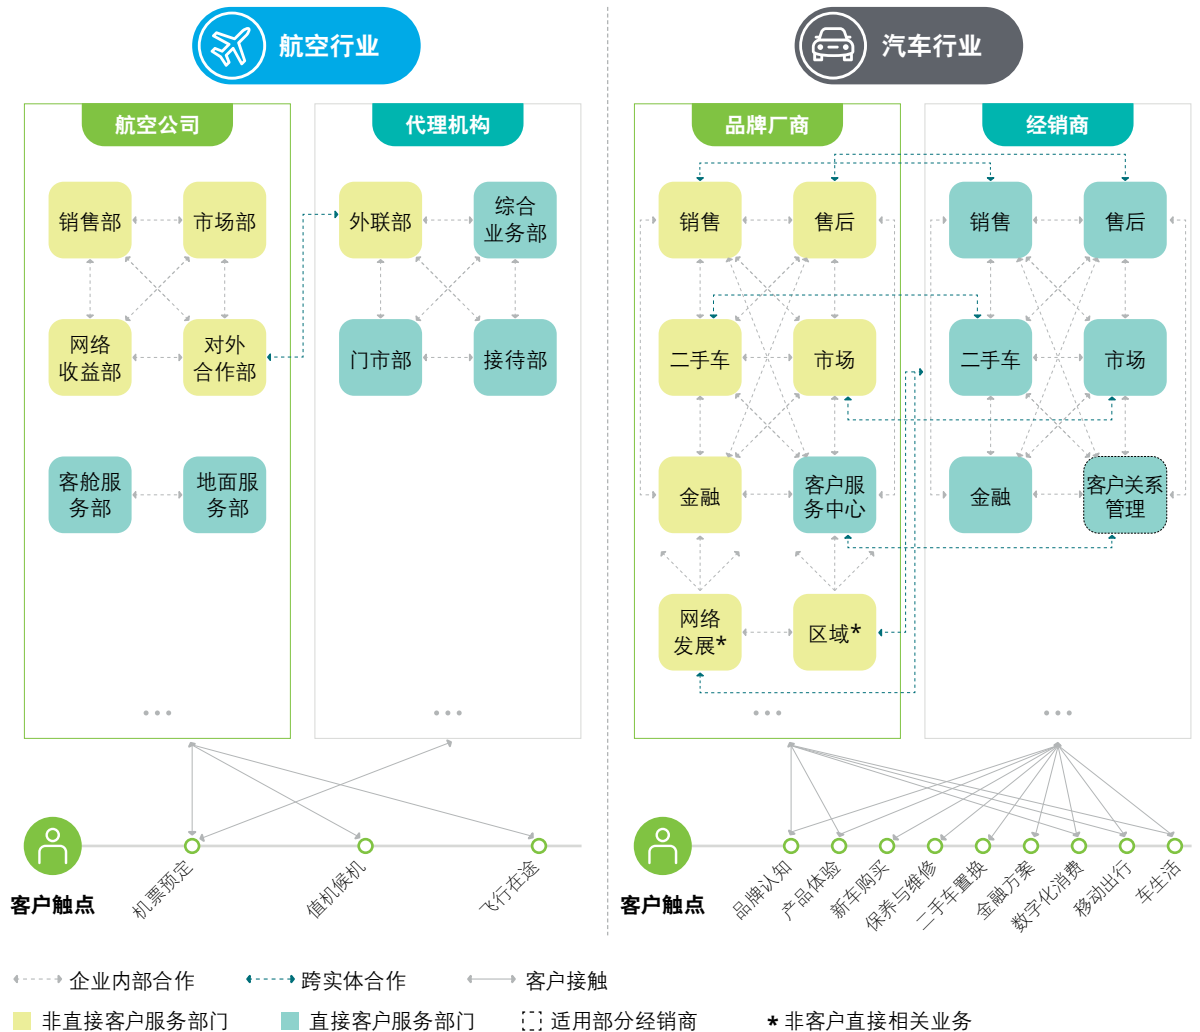 航空行业
航空公司
代理机构
销售部
市场部
外联部
综合
业务部
网络
收益部
对外
合作部
门市部
接待部
客舱服
务部
地面服
务部
...
...
客户触点
机票预定
值机候机
飞行在途
汽车行业
品牌厂商
经销商
销售
售后
销售
售后
二手车
市场
二手车
市场
金融
客户服
务中心
金融
客户关系
管理
网络
发展*
区域*
...
...
客户触点
品牌认知
产品体验
新车购买
保养与维修
二手车置换
金融方案
数字化消费
移动出行
车生活
企业内部合作
跨实体合作
客户接触
非直接客户服务部门
直接客户服务部门
适用部分经销商
* 非客户直接相关业务